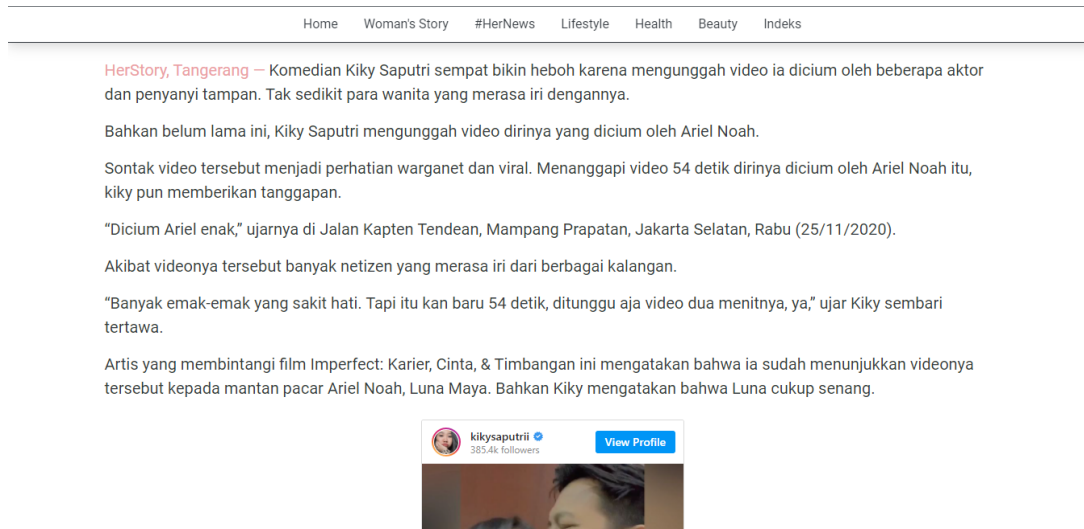 Home Woman's Story #HerNews Lifestyle Health Beauty Indeks
HerStory, Tangerang — Komedian Kiky Saputri sempat bikin heboh karena mengunggah video ia dicium oleh beberapa aktor
dan penyanyi tampan. Tak sedikit para wanita yang merasa iri dengannya.
Bahkan belum lama ini, Kiky Saputri mengunggah video dirinya yang dicium oleh Ariel Noah.
Sontak video tersebut menjadi perhatian warganet dan viral. Menanggapi video 54 detik dirinya dicium oleh Ariel Noah itu,
kiky pun memberikan tanggapan.
“Dicium Ariel enak,” ujarnya di Jalan Kapten Tendean, Mampang Prapatan, Jakarta Selatan, Rabu (25/11/2020).
Akibat videonya tersebut banyak netizen yang merasa iri dari berbagai kalangan.
“Banyak emak-emak yang sakit hati. Tapi itu kan baru 54 detik, ditunggu aja video dua menitnya, ya,” ujar Kiky sembari
tertawa.
Artis yang membintangi film Imperfect: Karier, Cinta, & Timbangan ini mengatakan bahwa ia sudah menunjukkan videonya
tersebut kepada mantan pacar Ariel Noah, Luna Maya. Bahkan Kiky mengatakan bahwa Luna cukup senang.
kikysaputrii
385.4k followers
View Profile